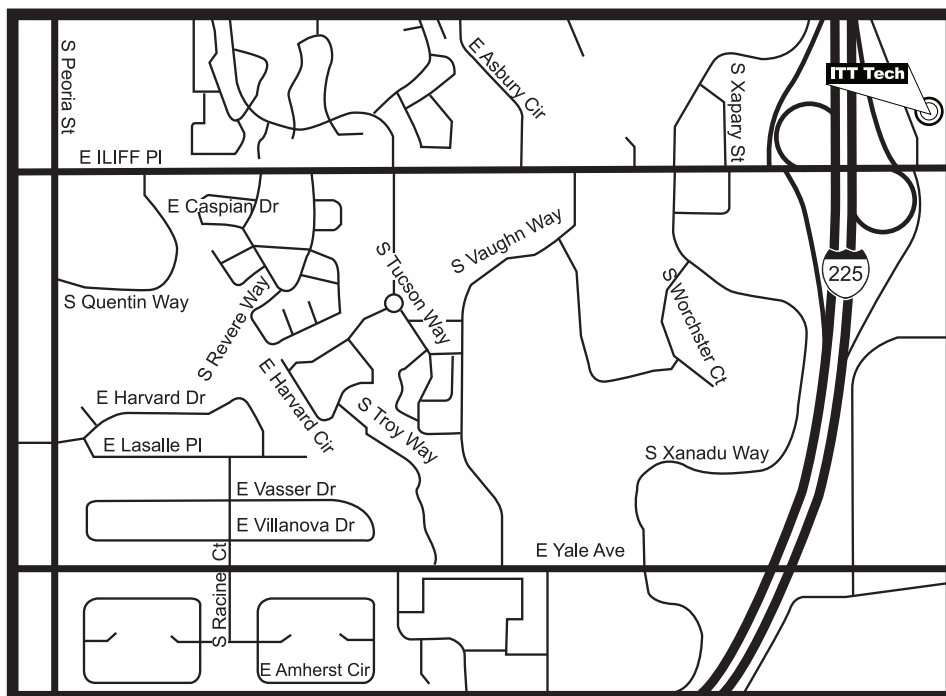 S Peoria St
E Asbury Cir
S Xapary St
ITT Tech
E ILIFF Pl
E Caspian Dr
S Vaughn Way
S Tucson Way
225
S Quentin Way
S Revere Way
S Worchster Ct
E Harvard Cir
E Harvard Dr
S Troy Way
E Lasalle Pl
S Xanadu Way
E Vasser Dr
E Villanova Dr
E Yale Ave
S Racine Ct
E Amherst Cir